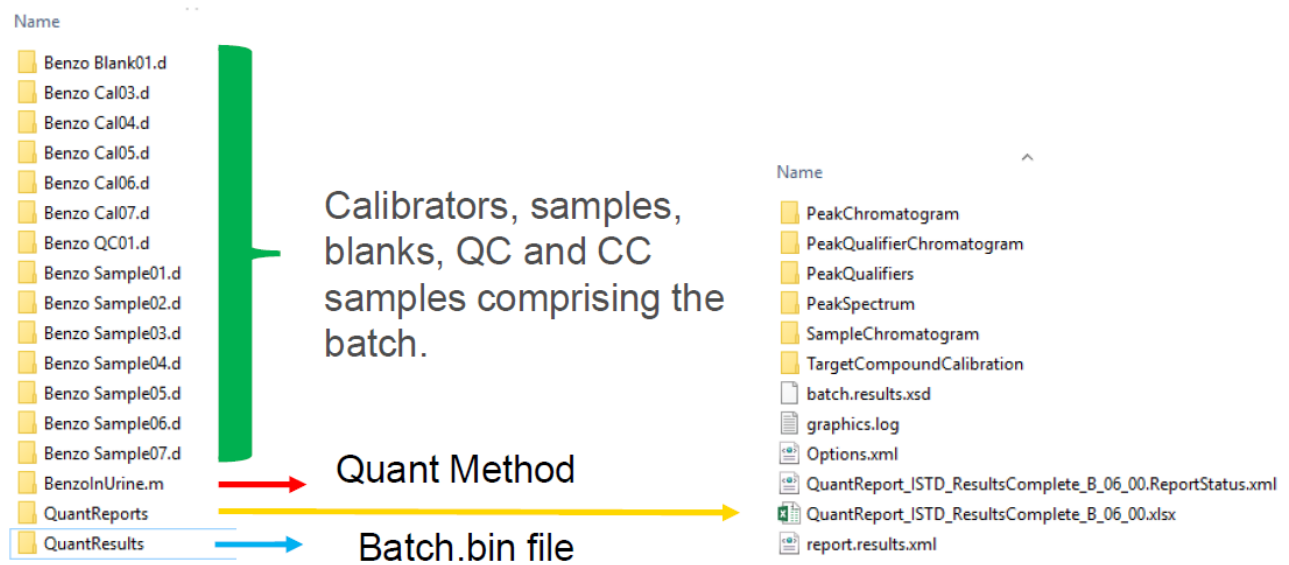 Name
Benzo Blank01.d
Benzo Cal03.d
Benzo Cal04.d
Benzo Cal05.d
Benzo Cal06.d
Benzo Cal07.d
Benzo QC01.d
Benzo Sample01.d
Benzo Sample02.d
Benzo Sample03.d
Benzo Sample04.d
Benzo Sample05.d
Benzo Sample06.d
Benzo Sample07.d
BenzoInUrine.m
QuantReports
QuantResults
Calibrators, samples,
blanks, QC and CC
samples comprising the
batch.
Quant Method
Batch.bin file
Name
PeakChromatogram
PeakQualifierChromatogram
PeakQualifiers
PeakSpectrum
SampleChromatogram
TargetCompoundCalibration
batch.results.xsd
graphics.log
Options.xml
QuantReport_ISTD_ResultsComplete_B_06_00.ReportStatus.xml
QuantReport_ISTD_ResultsComplete_B_06_00.xlsx
report.results.xml